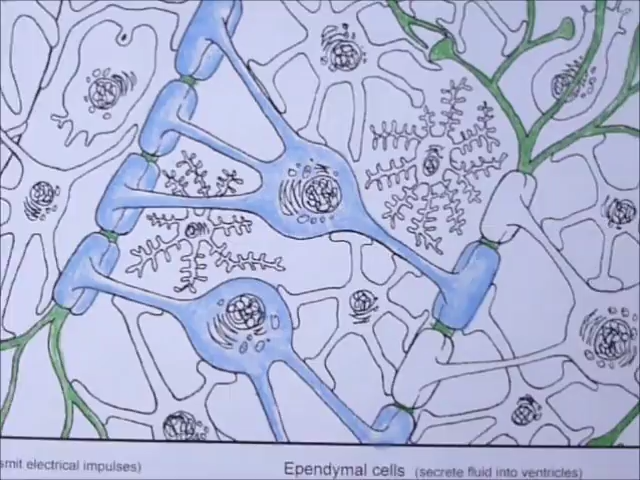 smit electrical impulses)
Ependymal cells (secrete fluid into ventricles)